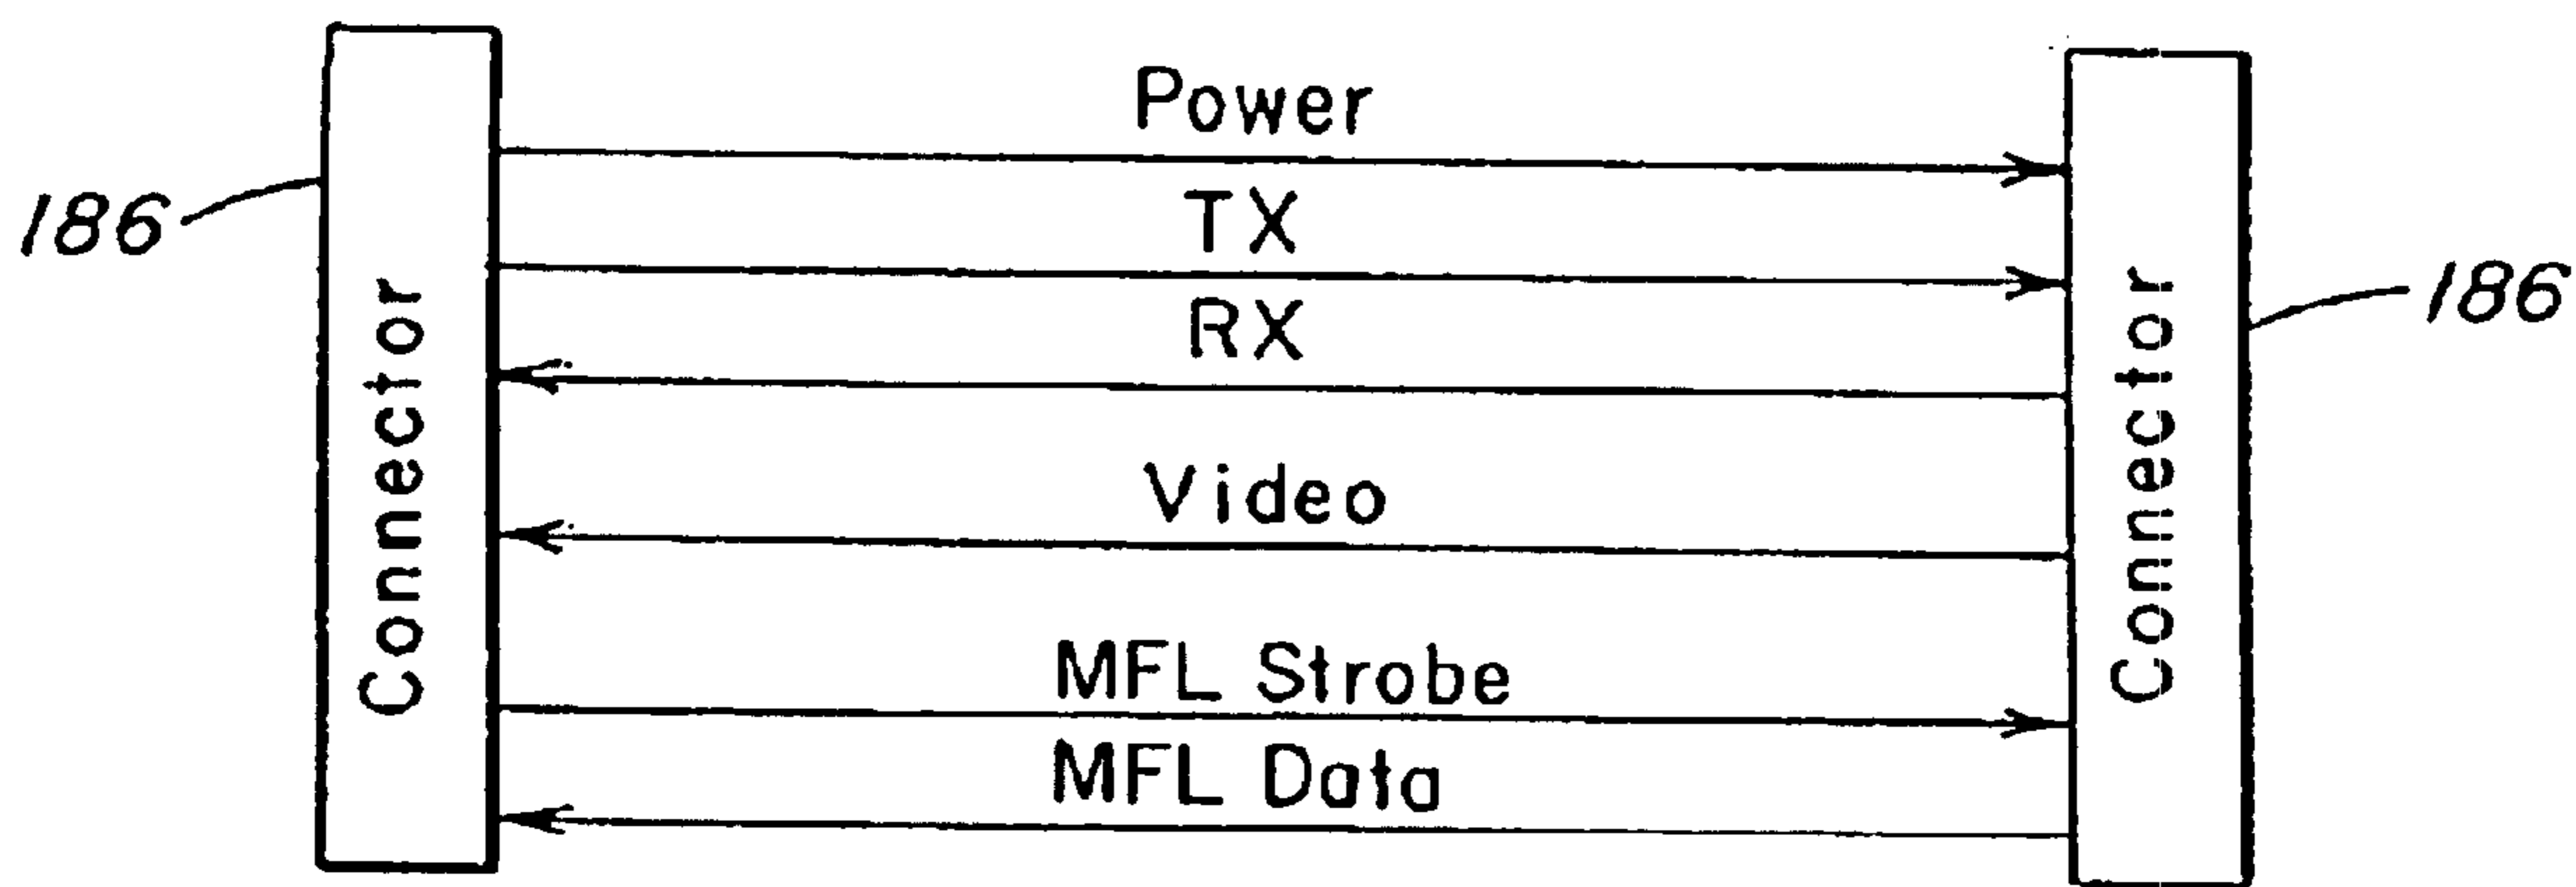 Power
186
TX
Connector
RX
Connector
186
Video
MFL Strobe
MFL Data